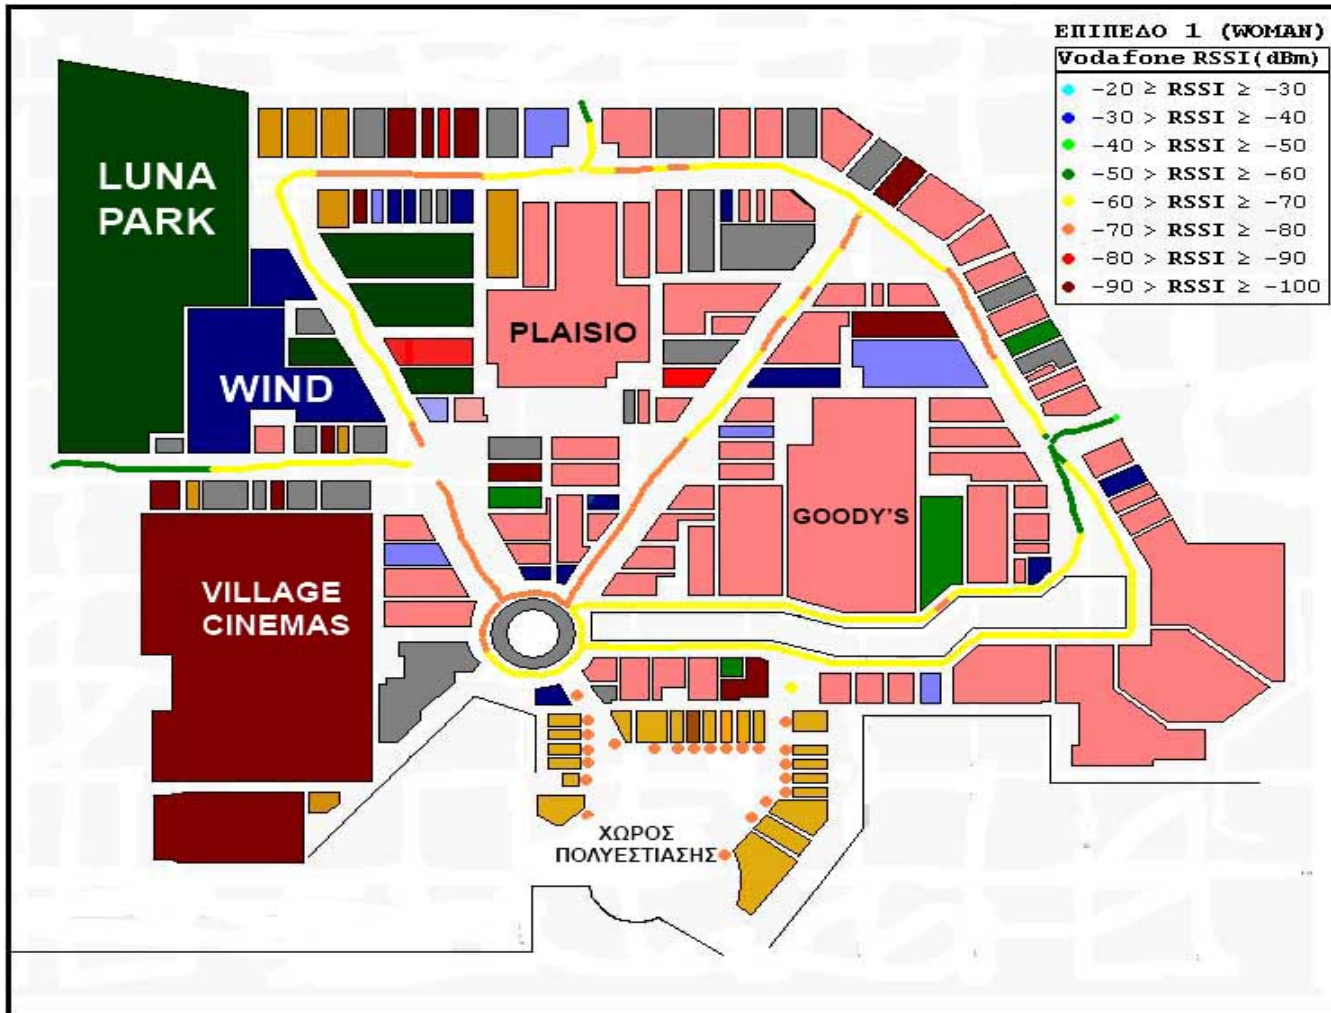 ΕΠΙΠΕΔΟ 1 (WOMAN)
Vodafone RSSI(dBm)
-20 ≥ RSSI ≥ -30
-30 > RSSI ≥ -40
-40 > RSSI ≥ -50
-50 > RSSI ≥ -60
-60 > RSSI ≥ -70
-70 > RSSI ≥ -80
-80 > RSSI ≥ -90
-90 > RSSI ≥ -100
LUNA
PARK
PLAISIO
WIND
GOODY'S
VILLAGE
CINEMAS
ΧΩΡΟΣ
ΠΟΛΥΕΣΤΙΑΣΗΣ